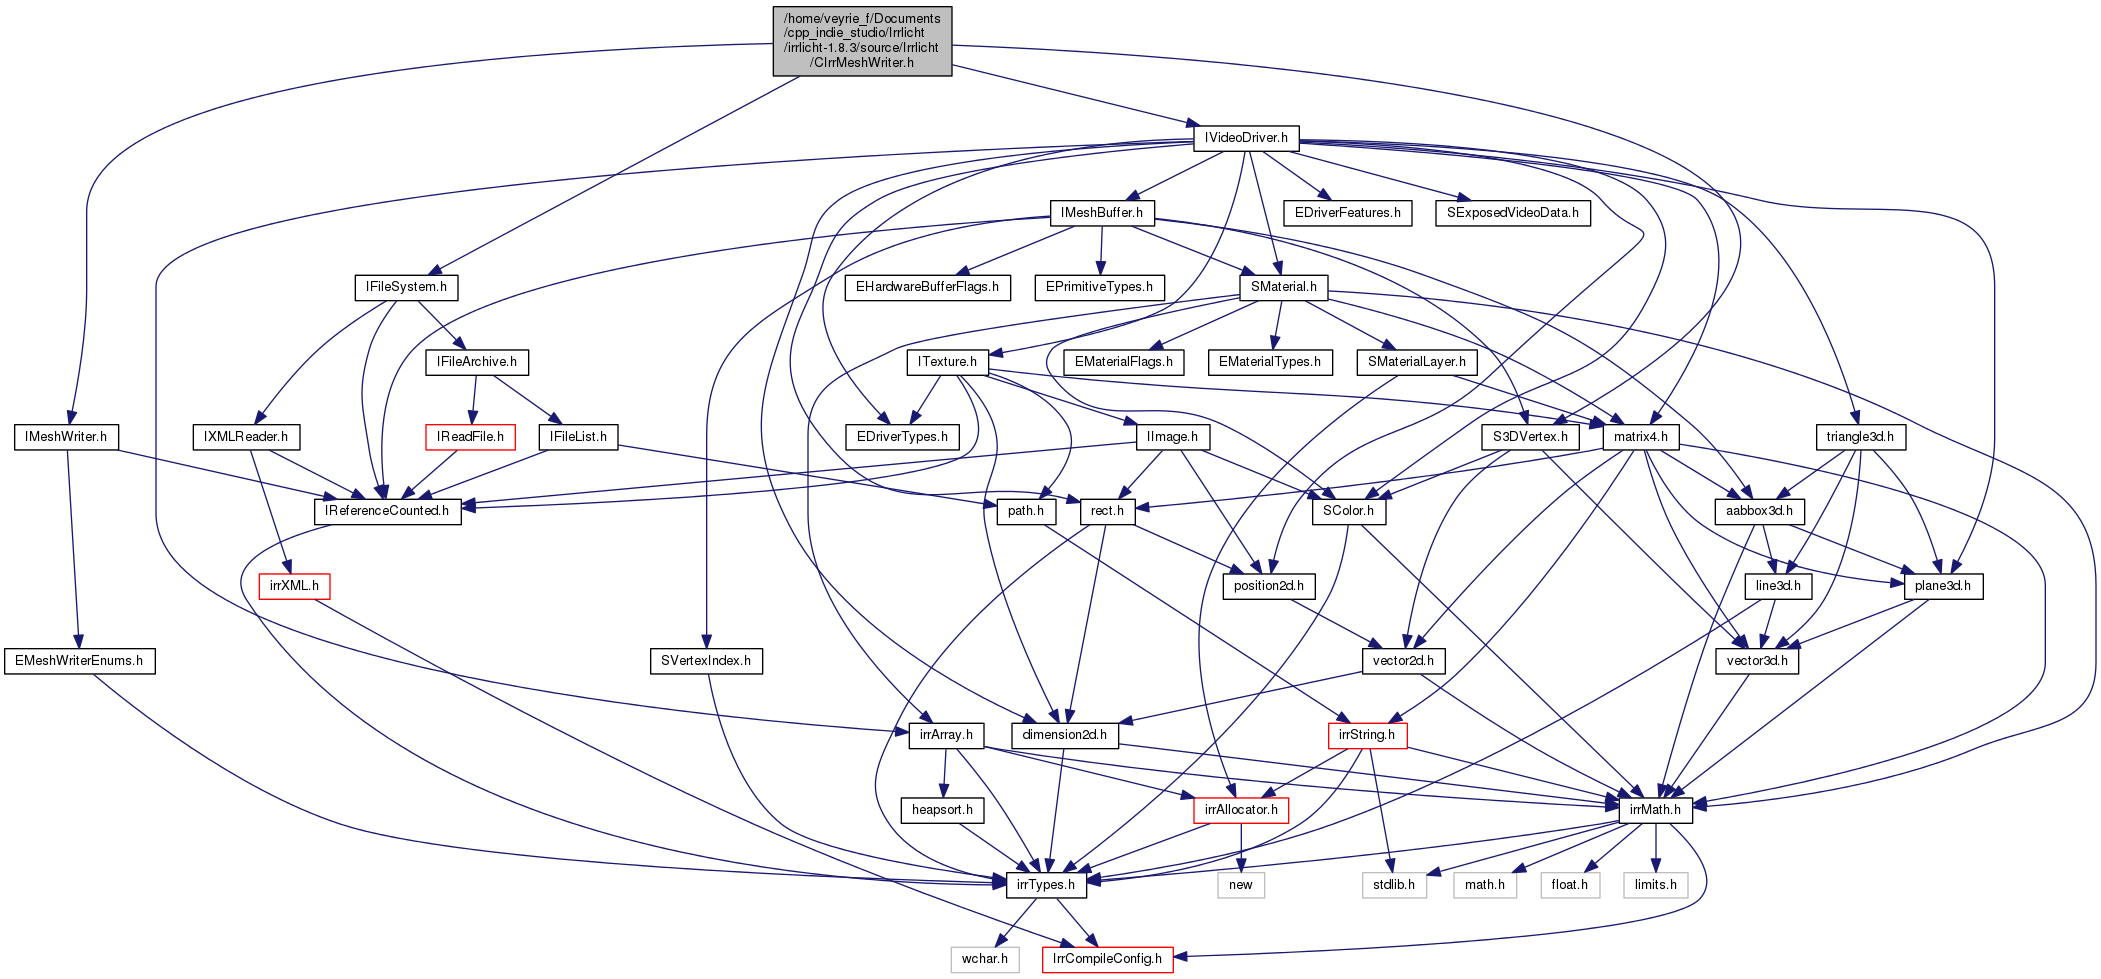 /home/veyrie_f/Documents
/cpp_indie_studio/Irrlicht
/irrlicht-1.8.3/source/Irrlicht
/CIrrMeshWriter.h
IVideoDriver.h
IMeshBuffer.h
EDriverFeatures.h
SExposedVideoData.h
IFileSystem.h
EHardwareBufferFlags.h
EPrimitiveTypes.h
SMaterial.h
IFileArchive.h
ITexture.h
EMaterialFlags.h
EMaterialTypes.h
SMaterialLayer.h
IMeshWriter.h
IXMLReader.h
IReadFile.h
IFileList.h
EDriverTypes.h
IImage.h
S3DVertex.h
matrix4.h
triangle3d.h
IReferenceCounted.h
path.h
rect.h
SColor.h
aabbox3d.h
irrXML.h
position2d.h
line3d.h
plane3d.h
EMeshWriterEnums.h
SVertexIndex.h
vector2d.h
vector3d.h
irrArray.h
dimension2d.h
irrString.h
heapsort.h
irrAllocator.h
irrMath.h
irrTypes.h
new
stdlib.h
math.h
float.h
limits.h
wchar.h
IrrCompileConfig.h